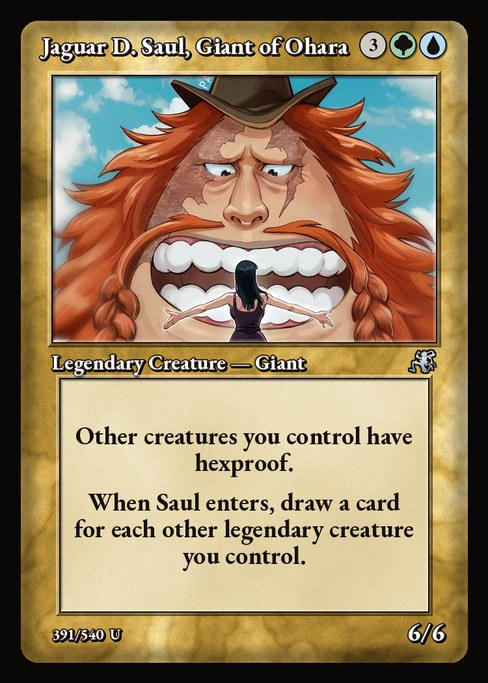 Jaguar D. Saul, Giant of Ohara 3
Legendary Creature — Giant
Other creatures you control have
hexproof.
When Saul enters, draw a card
for each other legendary creature
you control.
391/540 U
6/6